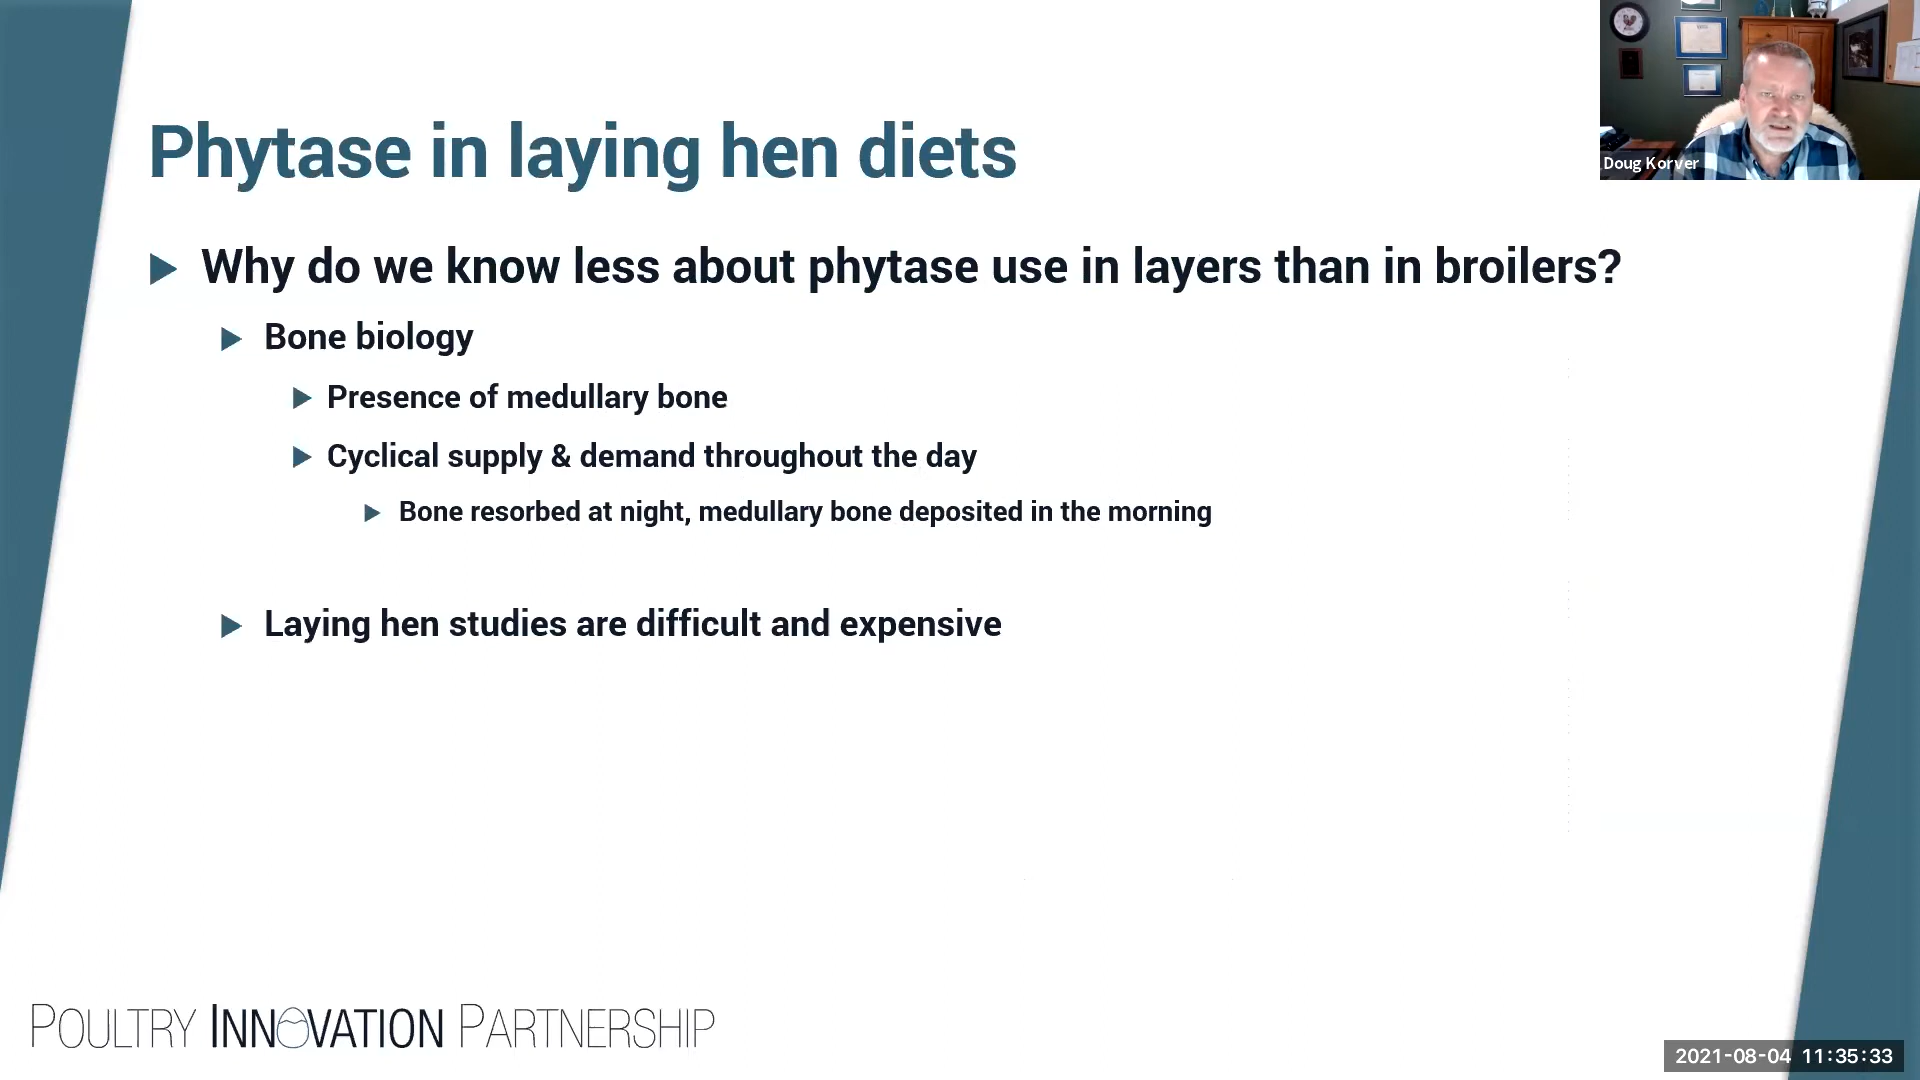 Phytase in laying hen diets
Doug Korver
Why do we know less about phytase use in layers than in broilers?
Bone biology
Presence of medullary bone
Cyclical supply & demand throughout the day
Bone resorbed at night, medullary bone deposited in the morning
Laying hen studies are difficult and expensive
POULTRY INNOVATION PARTNERSHIP
2021-08-04 11:35:33